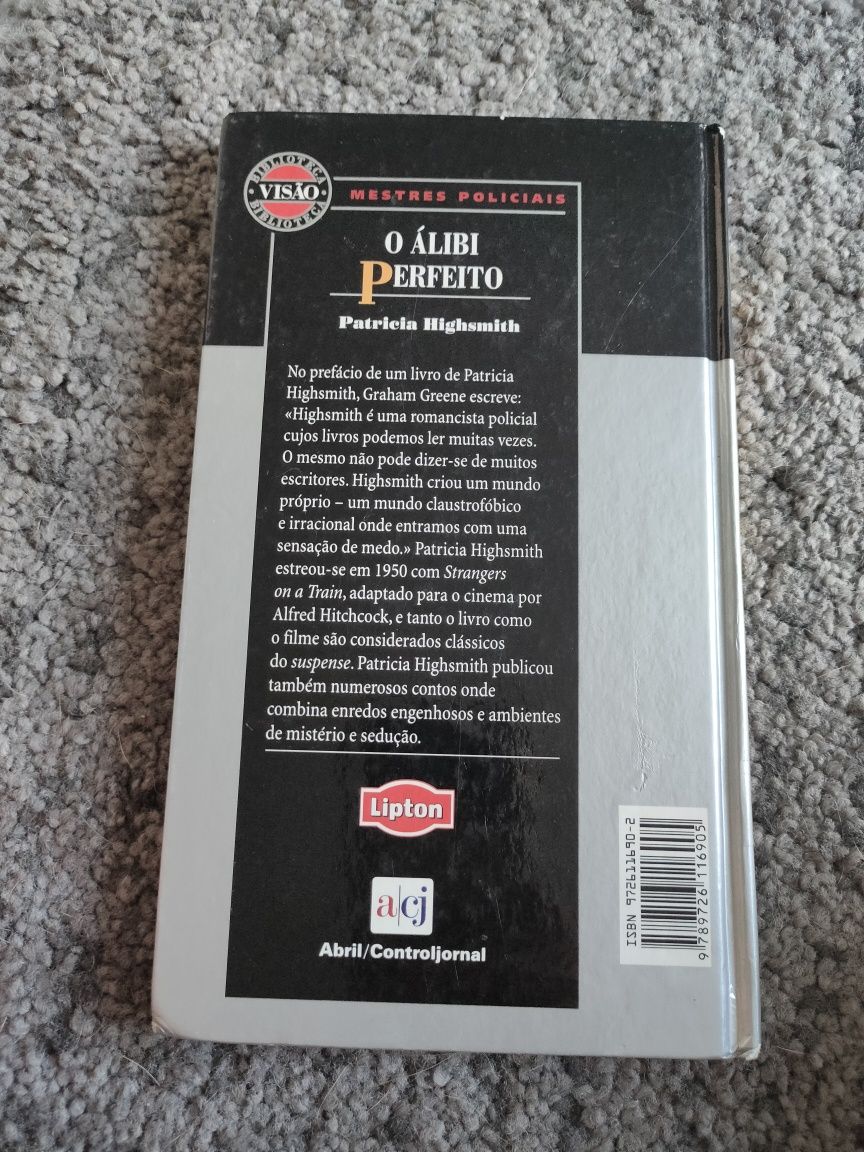 BIBLIOTECA
VISÃO
BIBLIOTECA
MESTRES POLICIAIS
O ÁLIBI
PERFEITO
Patricia Highsmith
No prefácio de um livro de Patricia
Highsmith, Graham Greene escreve:
«Highsmith é uma romancista policial
cujos livros podemos ler muitas vezes.
O mesmo não pode dizer-se de muitos
escritores. Highsmith criou um mundo
próprio – um mundo claustrofóbico
e irracional onde entramos com uma
sensação de medo.» Patricia Highsmith
estreou-se em 1950 com Strangers
on a Train, adaptado para o cinema por
Alfred Hitchcock, e tanto o livro como
o filme são considerados clássicos
do suspense. Patricia Highsmith publicou
também numerosos contos onde
combina enredos engenhosos e ambientes
de mistério e sedução.
Lipton
a|cj
Abril/Controljornal
ISBN 972611690-2
9789726116905